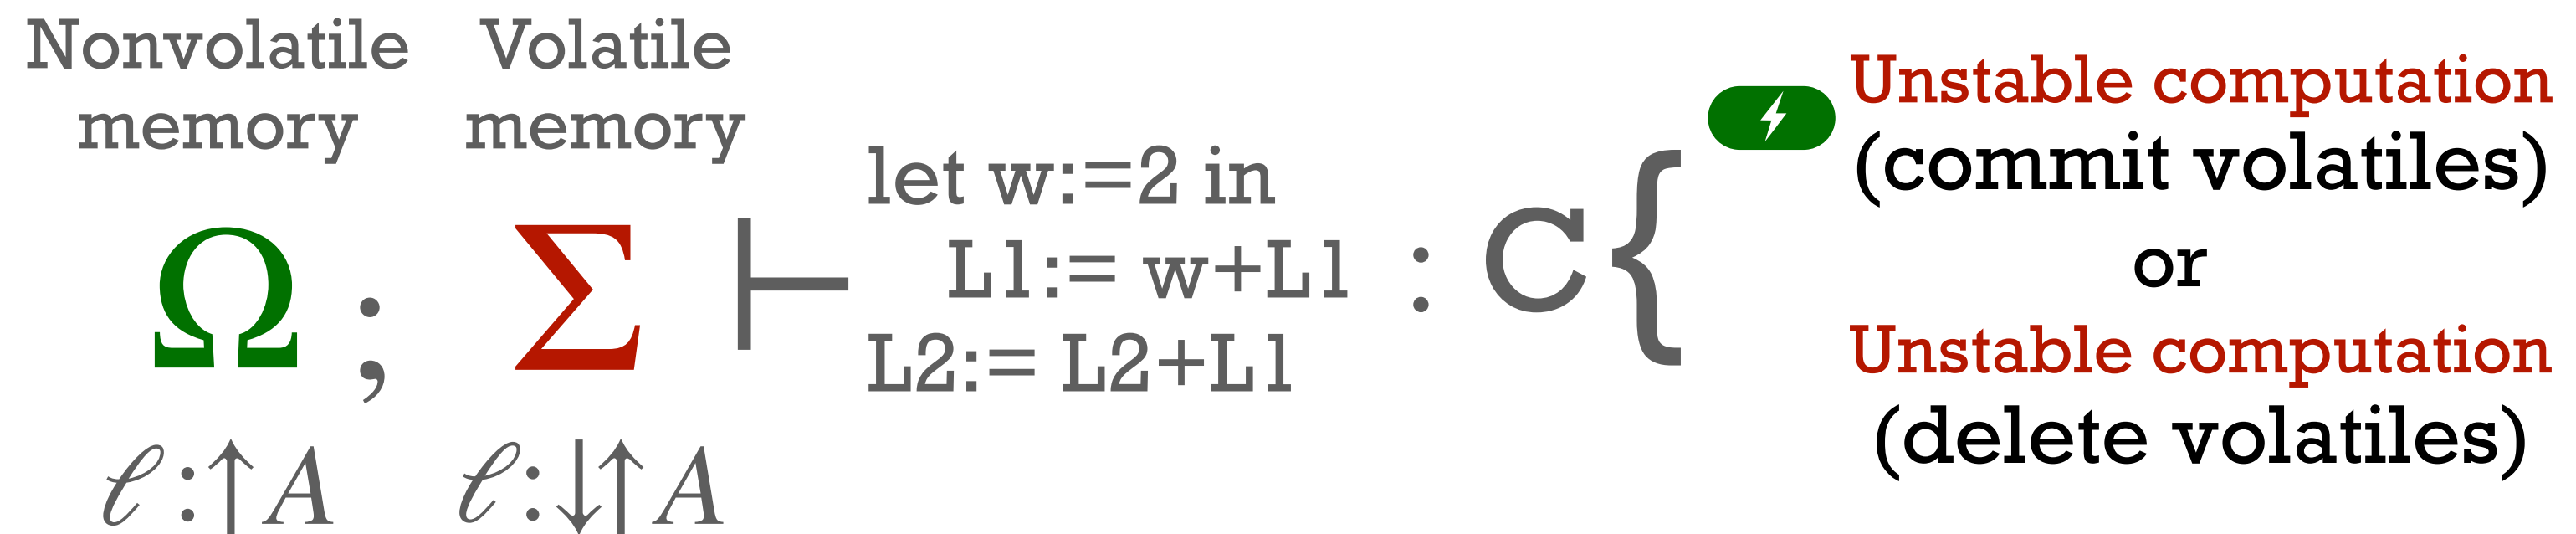 Nonvolatile memory
Volatile memory
Ω ; Σ ⊢
let w:=2 in
L1:= w+L1
L2:= L2+L1
: C {
Unstable computation
(commit volatiles)
or
Unstable computation
(delete volatiles)
ℓ:↑A
ℓ:↓↑A